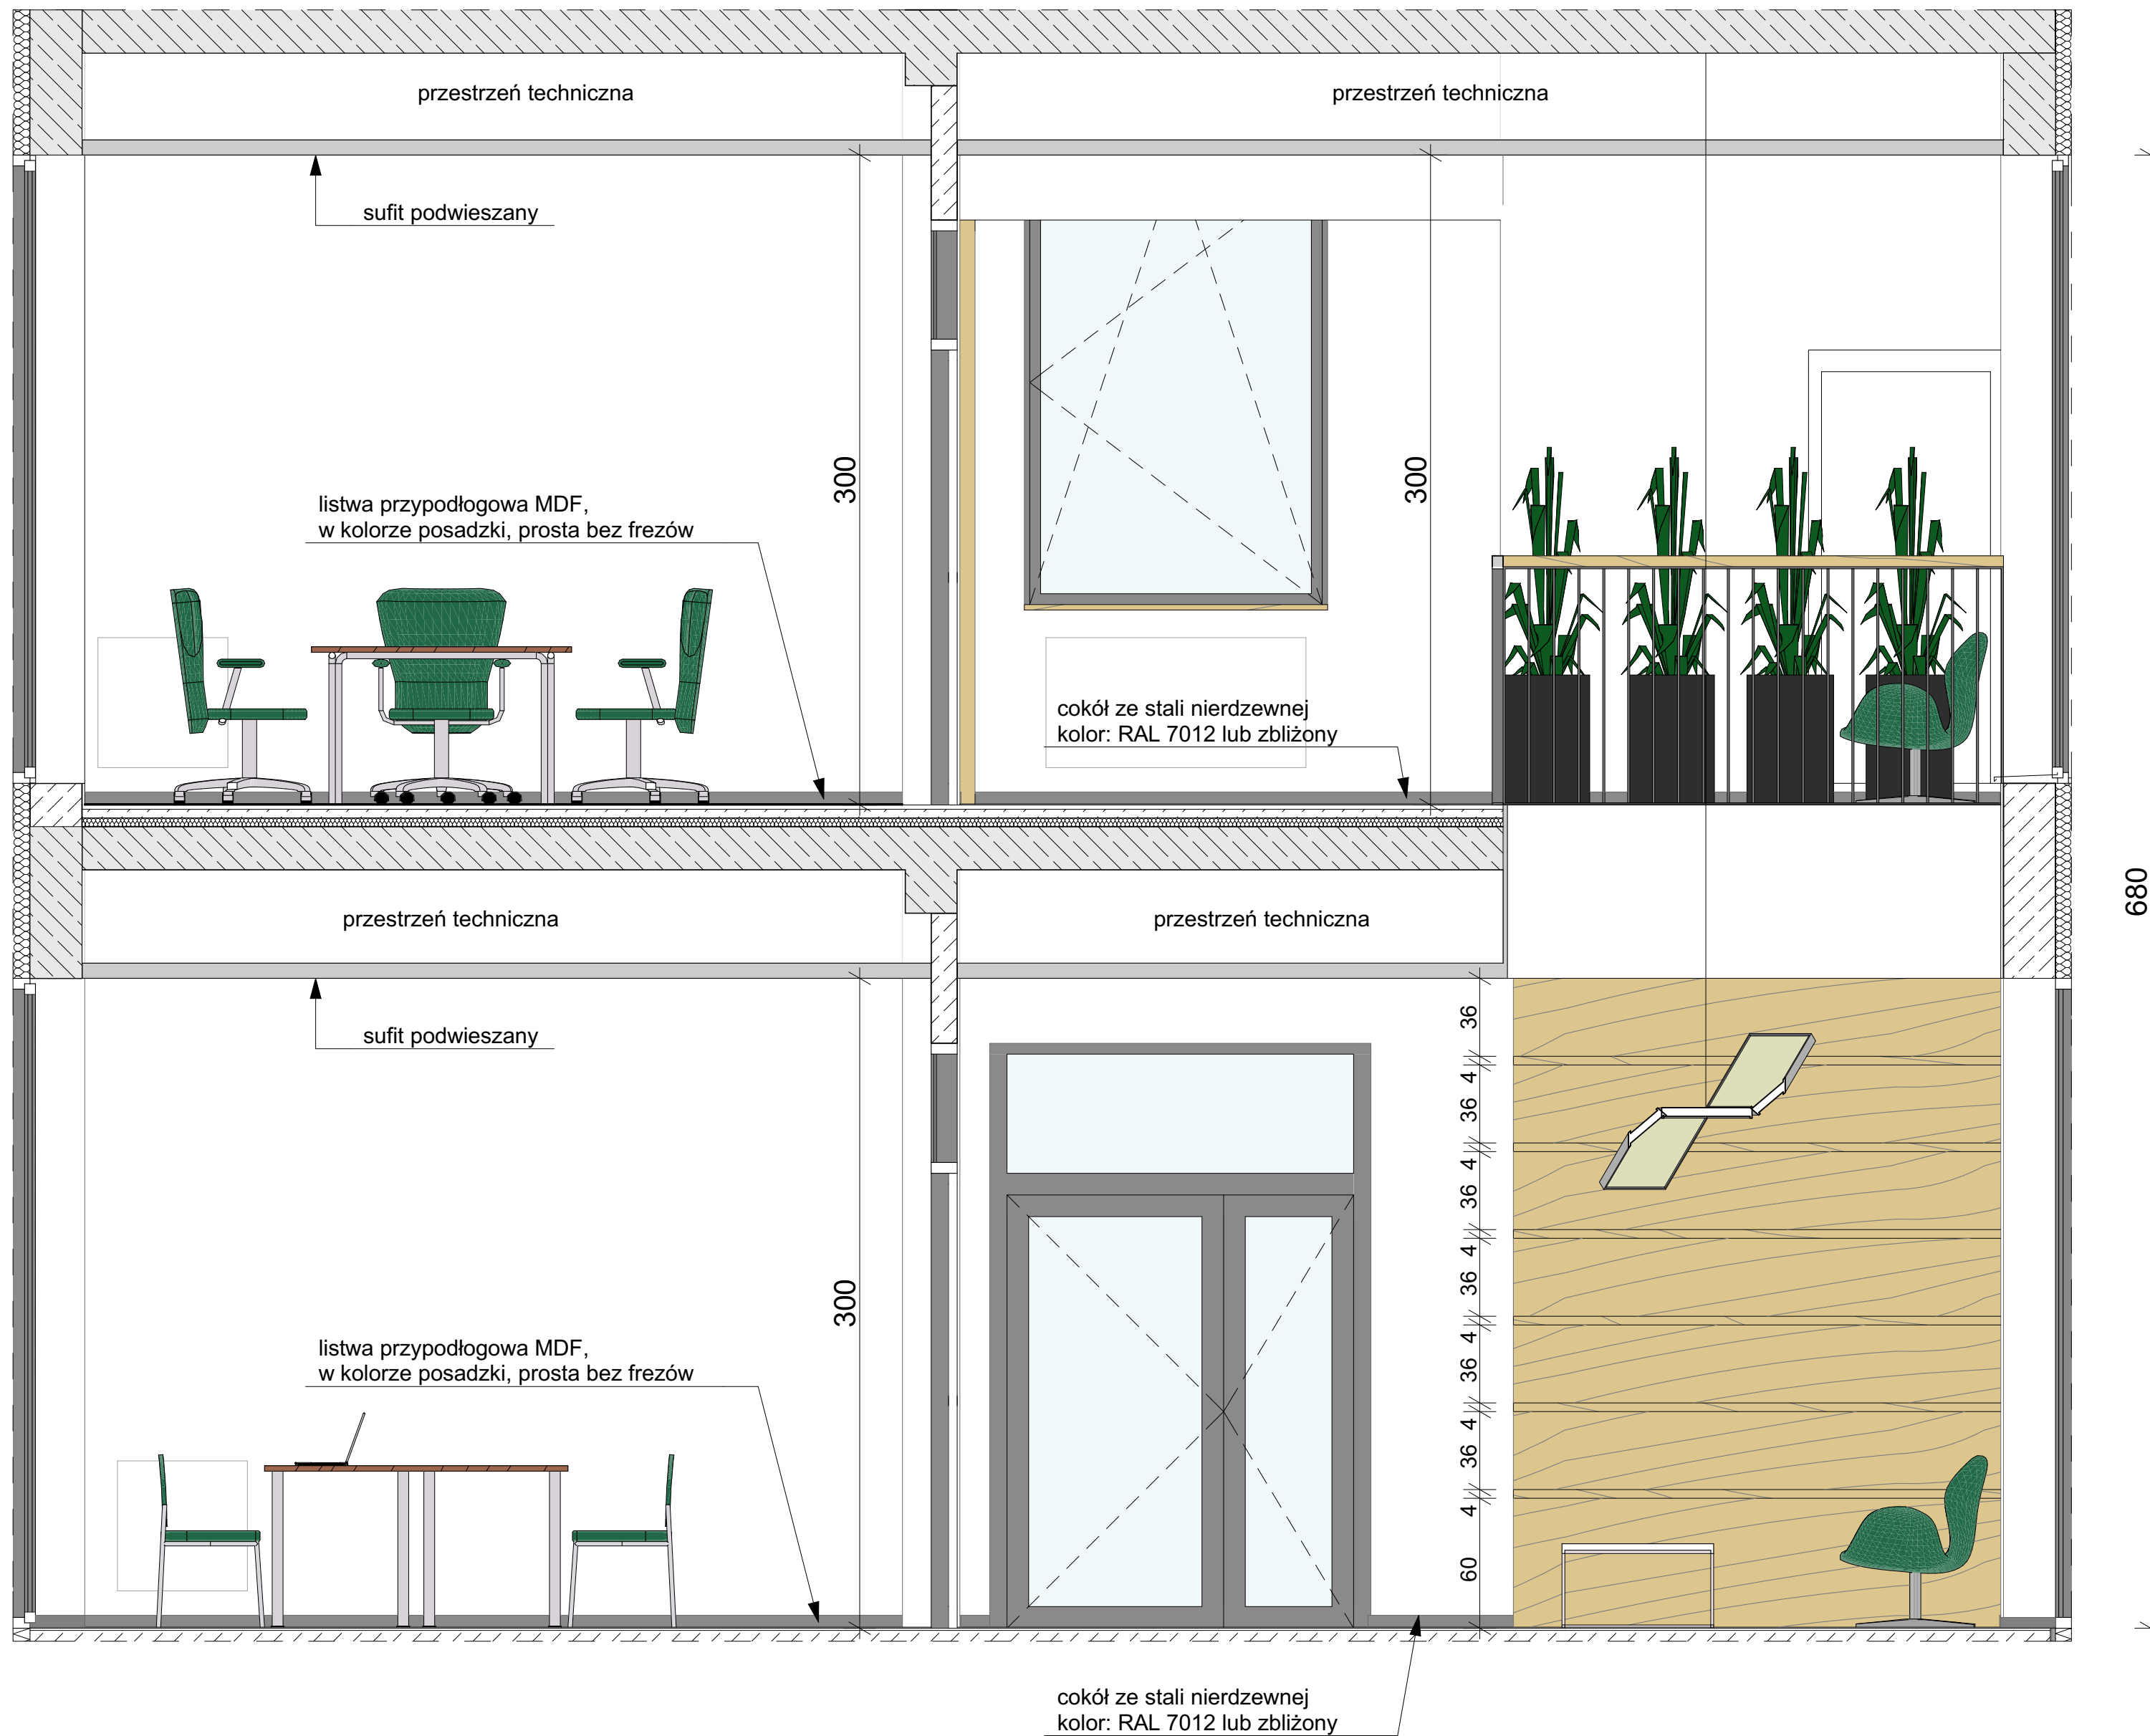 przestrzeń techniczna
przestrzeń techniczna
sufit podwieszany
300
300
listwa przypodłogowa MDF,
w kolorze posadzki, prosta bez frezów
cokół ze stali nierdzewnej
kolor: RAL 7012 lub zbliżony
680
przestrzeń techniczna
przestrzeń techniczna
sufit podwieszany
300
36
4
36
4
36
4
36
4
36
4
36
4
60
listwa przypodłogowa MDF,
w kolorze posadzki, prosta bez frezów
cokół ze stali nierdzewnej
kolor: RAL 7012 lub zbliżony